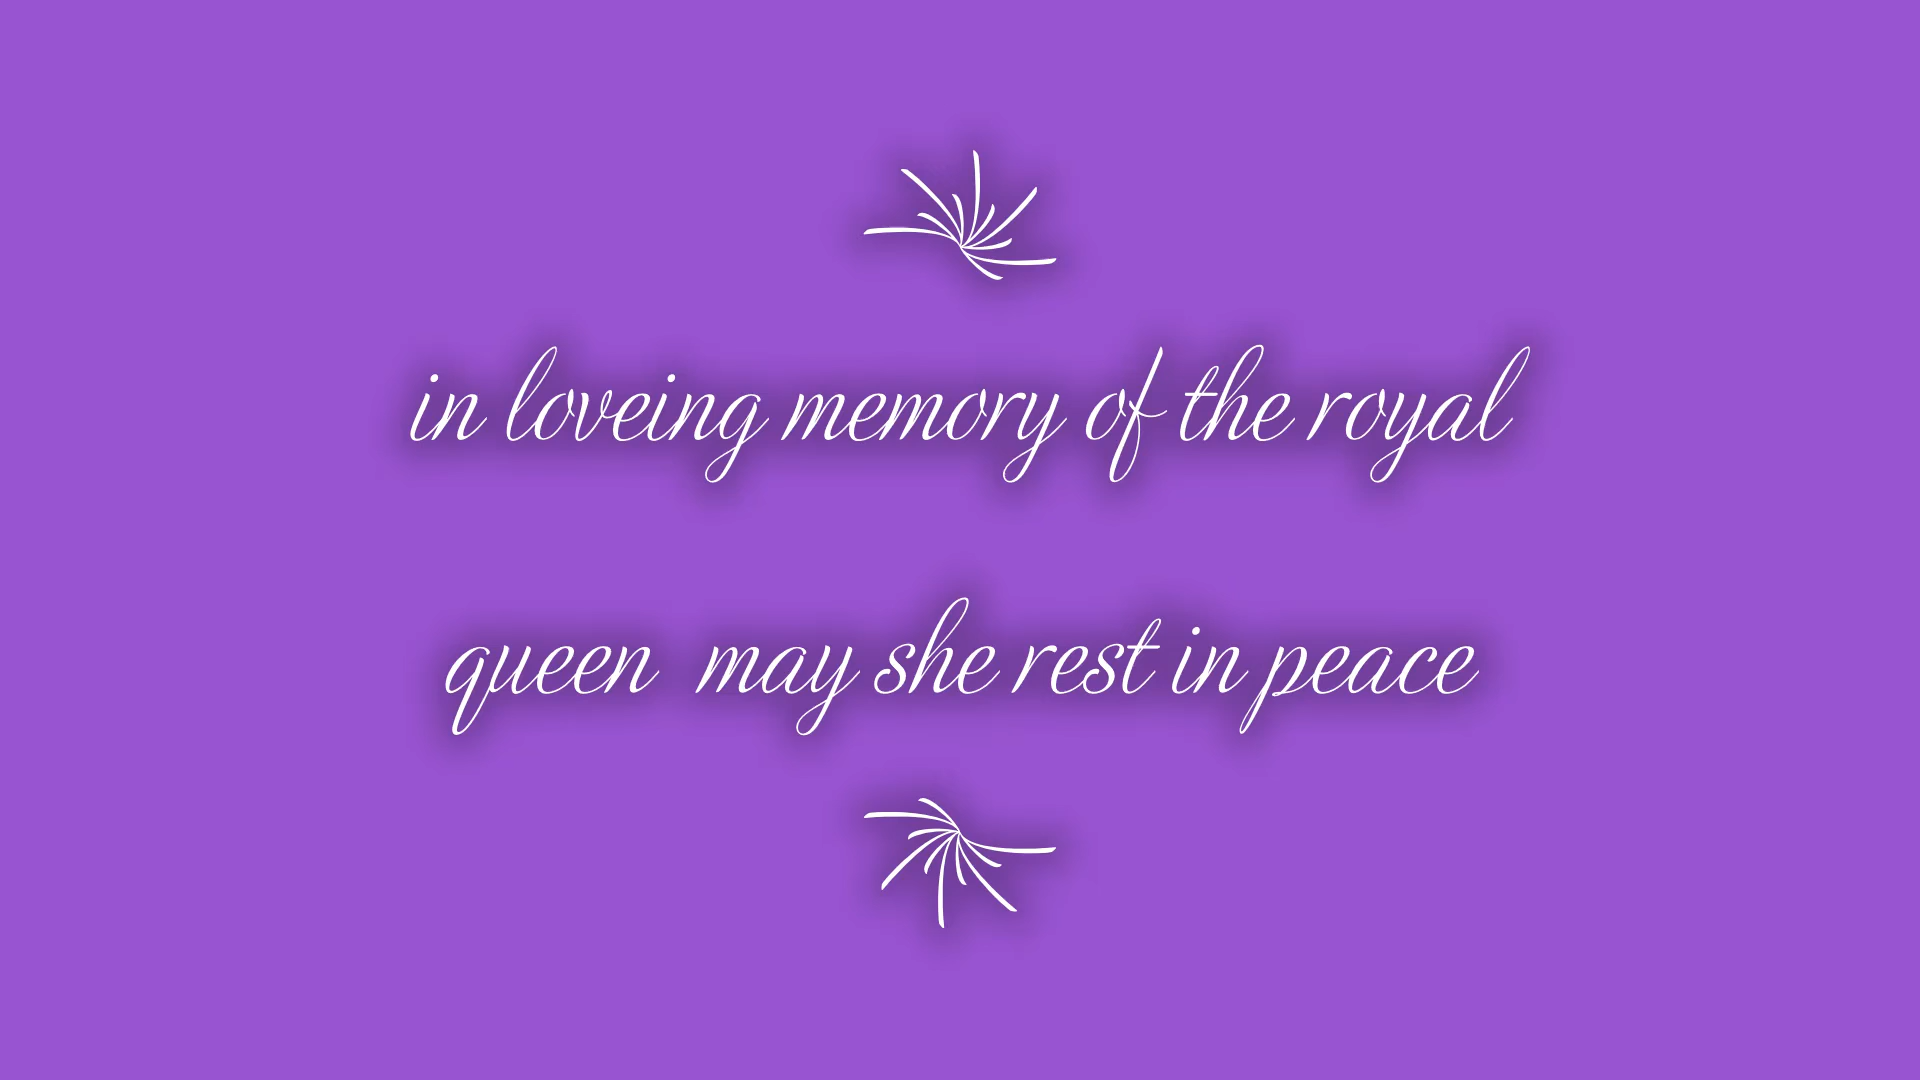 in loveing memory of the royal
queen  may she rest in peace